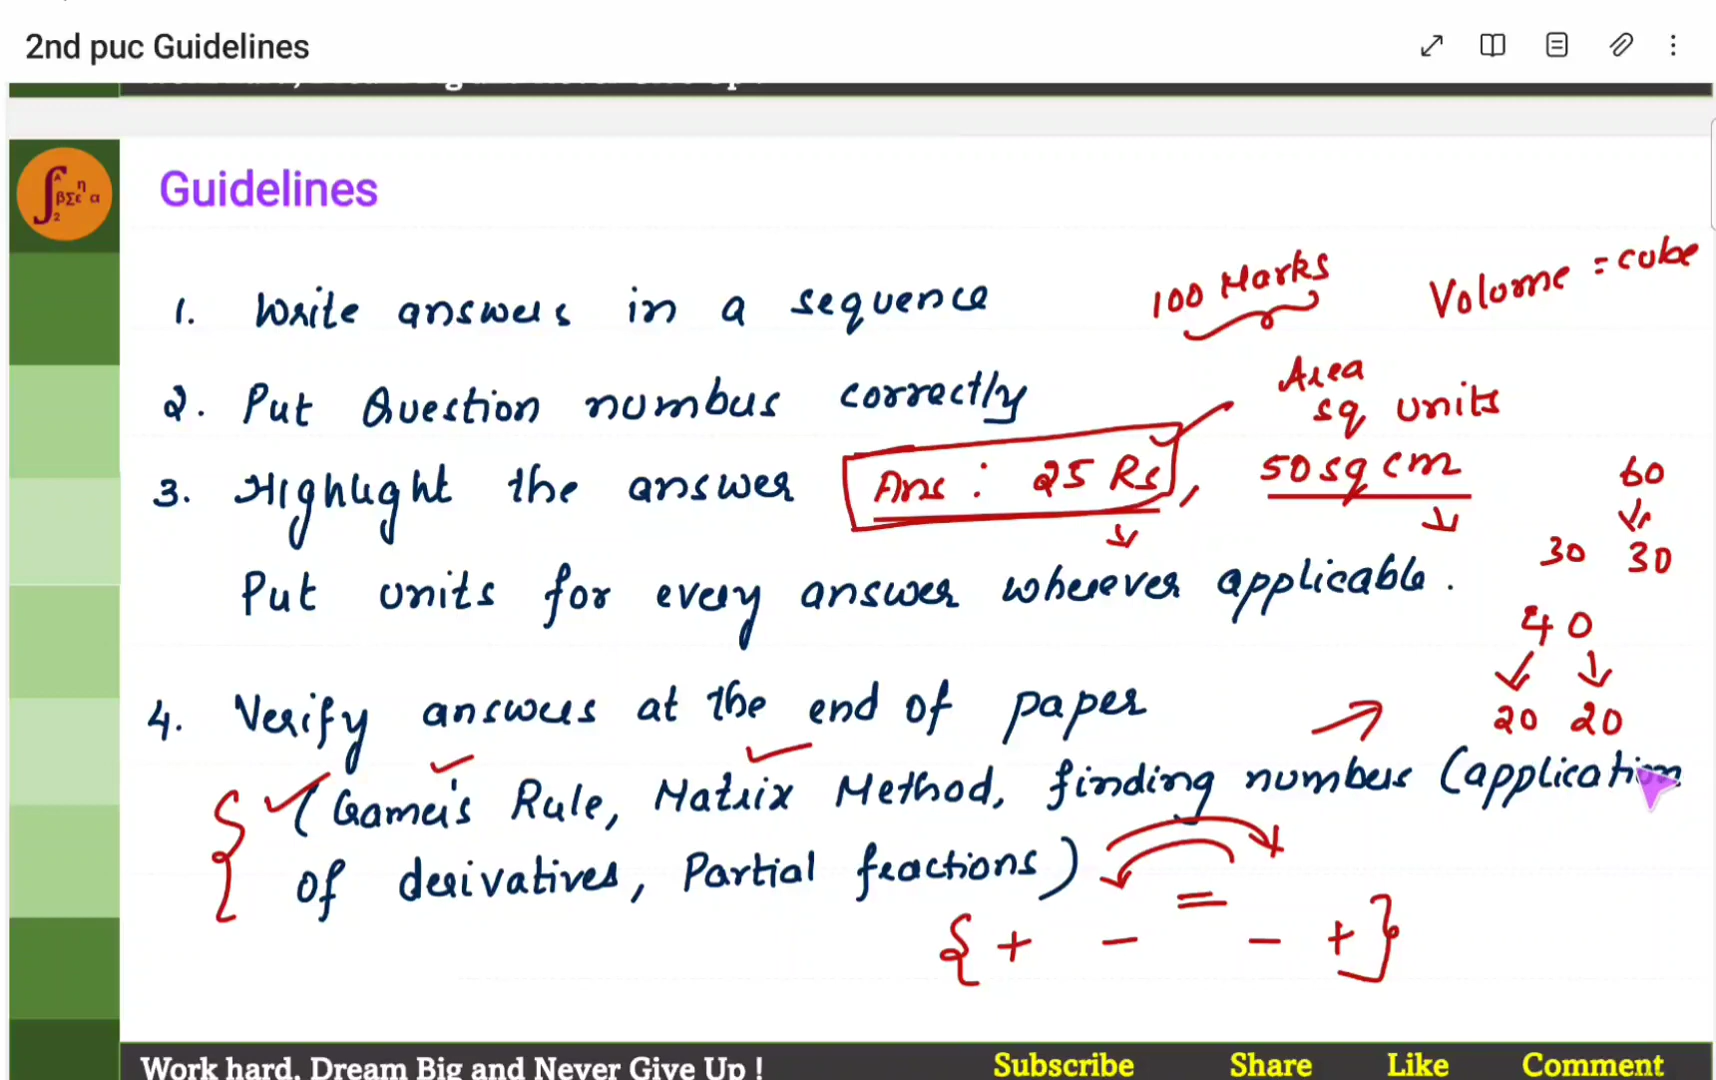 2nd puc Guidelines
Guidelines
1. Write answers in a sequence
100 Marks
Volume = cube
2. Put Question numbers correctly
Area
sq units
3. Highlight the answer
Ans : 25 Rs,
50 sq cm
60
30 30
Put units for every answer wherever applicable.
40
20 20
4. Verify answers at the end of paper
(Cramer's Rule, Matrix Method, finding numbers (application
of derivatives, Partial fractions)
=
{ + - - + }
Work hard, Dream Big and Never Give Up !
Subscribe Share Like Comment